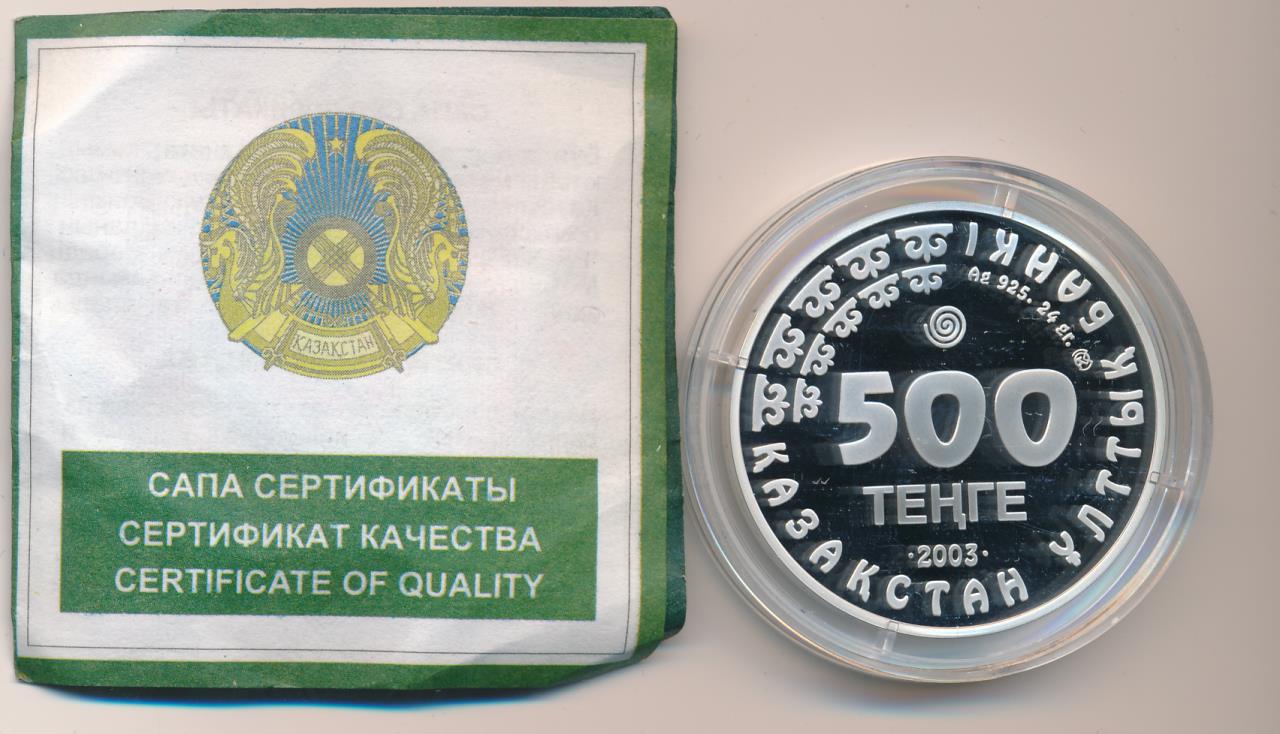 ҚАЗАҚСТАН
САПА СЕРТИФИКАТЫ
СЕРТИФИКАТ КАЧЕСТВА
CERTIFICATE OF QUALITY
ҚАЗАҚСТАН ҰЛТТЫҚ БАНКІ
Ag 925, 24 gr.
500
ТЕҢГЕ
·2003·